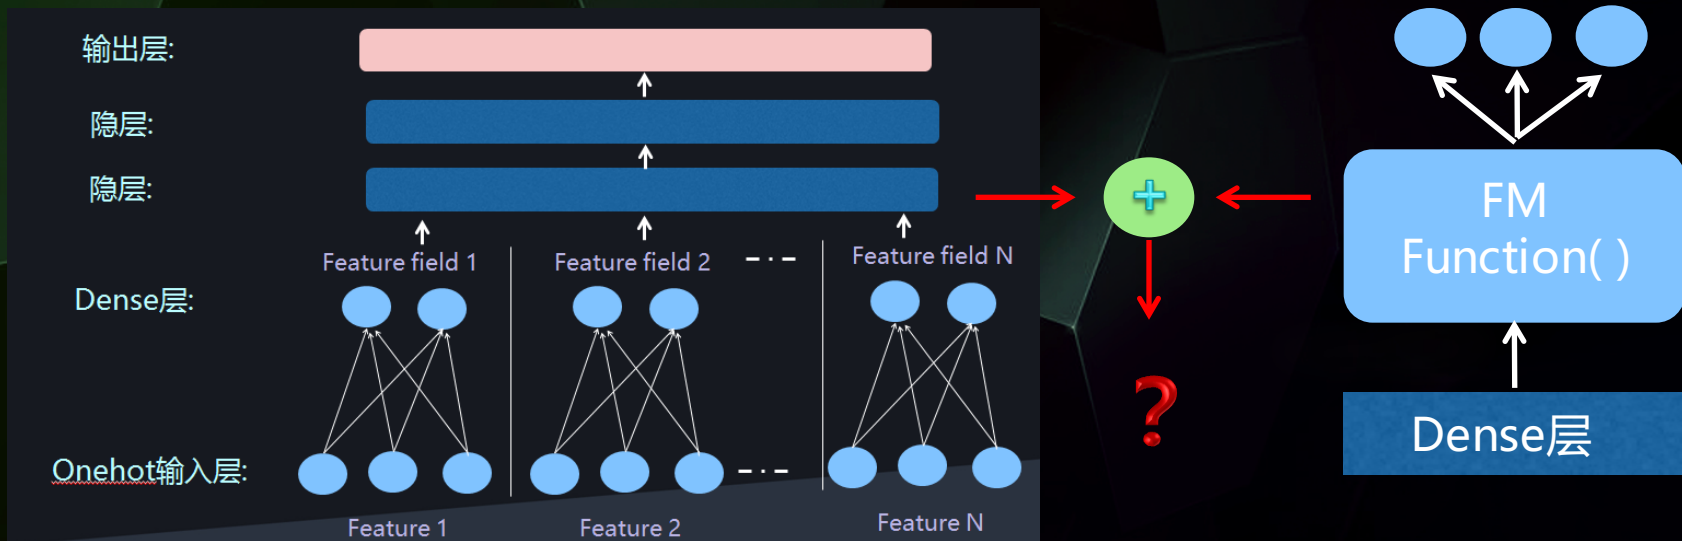 输出层:
隐层:
隐层:
Feature field 1
Feature field 2
Feature field N
Dense层:
Onehot输入层:
Feature 1
Feature 2
Feature N
+
?
FM
Function( )
Dense层